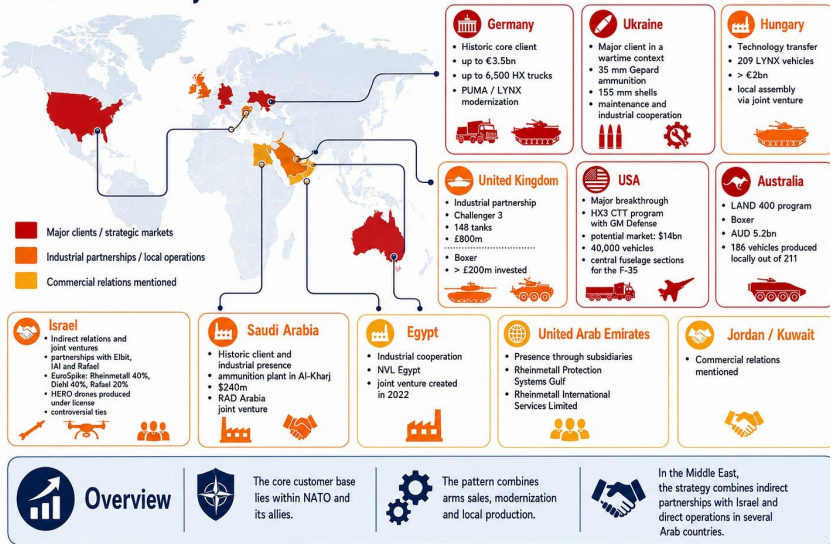 Germany
• Historic core client
• up to €3.5bn
• up to 6,500 HX trucks
• PUMA / LYNX
modernization
Ukraine
• Major client in a
wartime context
• 35 mm Gepard
ammunition
• 155 mm shells
• maintenance and
industrial cooperation
Hungary
• Technology transfer
• 209 LYNX vehicles
• > €2bn
• local assembly
via joint venture
United Kingdom
• Industrial partnership
• Challenger 3
• 148 tanks
• £800m
• Boxer
• > £200m invested
USA
• Major breakthrough
• HX3 CTT program
with GM Defense
• potential market: $14bn
• 40,000 vehicles
• central fuselage sections
for the F-35
Australia
• LAND 400 program
• Boxer
• AUD 5.2bn
• 186 vehicles produced
locally out of 211
Major clients / strategic markets
Industrial partnerships / local operations
Commercial relations mentioned
Israel
• Indirect relations and
joint ventures
• partnerships with Elbit,
IAI and Rafael
• EuroSpike: Rheinmetall 40%,
Diehl 40%, Rafael 20%
• HERO drones produced
under license
• controversial ties
Saudi Arabia
• Historic client and
industrial presence
• ammunition plant in Al-Kharj
• $240m
• RAD Arabia
joint venture
Egypt
• Industrial cooperation
• NVL Egypt
• joint venture created
in 2022
United Arab Emirates
• Presence through subsidiaries
• Rheinmetall Protection
Systems Gulf
• Rheinmetall International
Services Limited
Jordan / Kuwait
• Commercial relations
mentioned
Overview
The core customer base
lies within NATO and
its allies.
The pattern combines
arms sales, modernization
and local production.
In the Middle East,
the strategy combines indirect
partnerships with Israel and
direct operations in several
Arab countries.